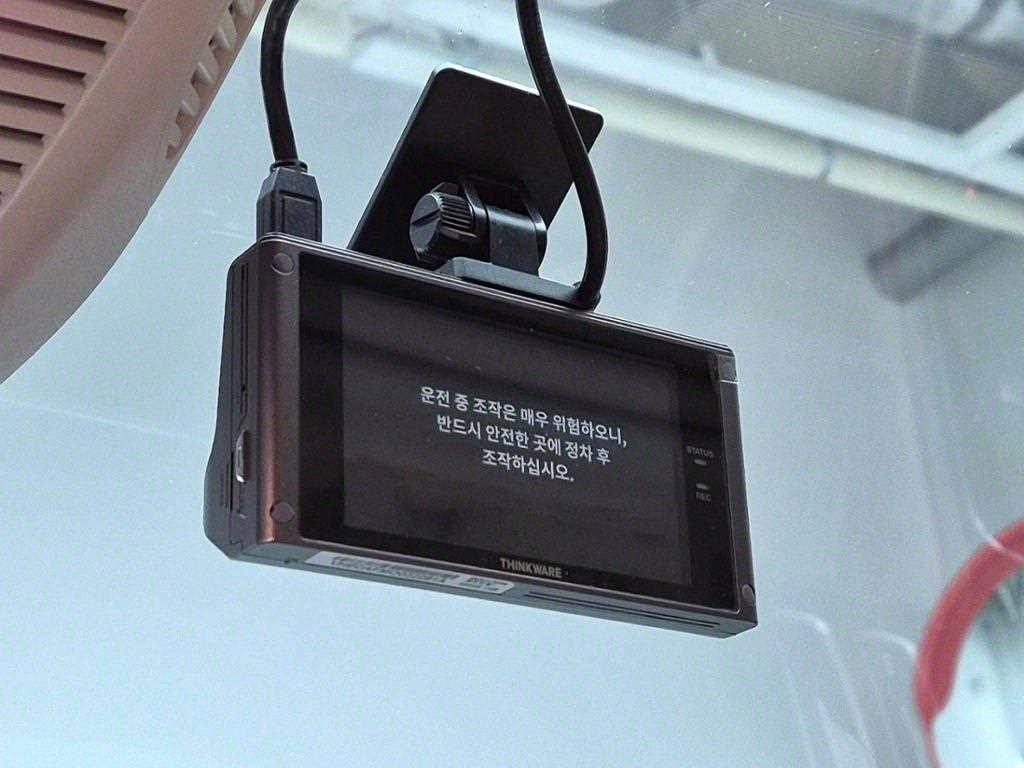 운전 중 조작은 매우 위험하오니,
반드시 안전한 곳에 정차 후
조작하십시오.
STATUS
REC
THINKWARE